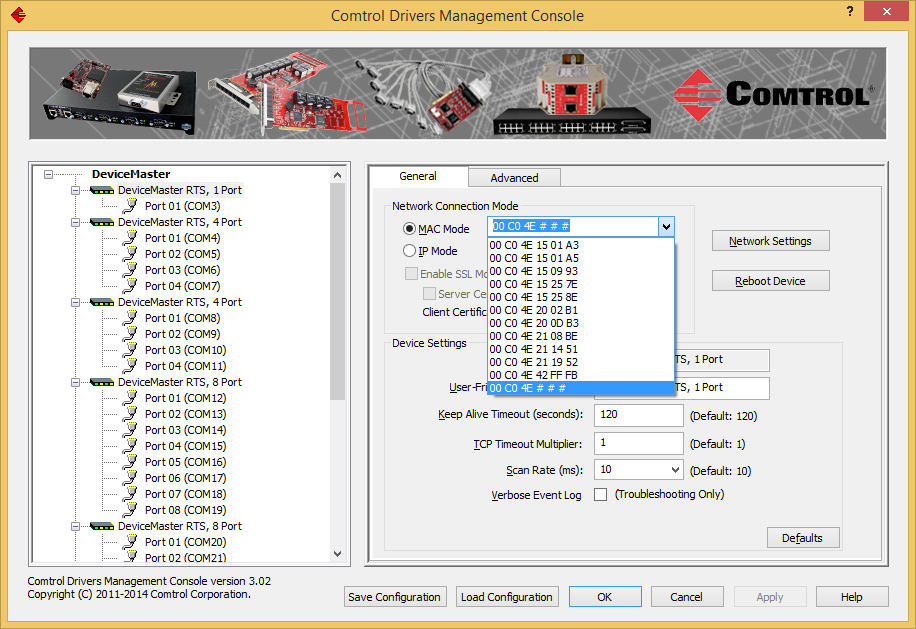 Comtrol Drivers Management Console
?
COMTROL®
DeviceMaster
DeviceMaster RTS, 1 Port
Port 01 (COM3)
DeviceMaster RTS, 4 Port
Port 01 (COM4)
Port 02 (COM5)
Port 03 (COM6)
Port 04 (COM7)
DeviceMaster RTS, 4 Port
Port 01 (COM8)
Port 02 (COM9)
Port 03 (COM10)
Port 04 (COM11)
DeviceMaster RTS, 8 Port
Port 01 (COM12)
Port 02 (COM13)
Port 03 (COM14)
Port 04 (COM15)
Port 05 (COM16)
Port 06 (COM17)
Port 07 (COM18)
Port 08 (COM19)
DeviceMaster RTS, 8 Port
Port 01 (COM20)
Port 02 (COM21)
General
Advanced
Network Connection Mode
MAC Mode
00 C0 4E # # #
IP Mode
Enable SSL Mo
Server Ce
Client Certific
00 C0 4E 15 01 A3
00 C0 4E 15 01 A5
00 C0 4E 15 09 93
00 C0 4E 15 25 7E
00 C0 4E 15 25 8E
00 C0 4E 20 02 B1
00 C0 4E 20 0D B3
00 C0 4E 21 08 BE
00 C0 4E 21 14 51
00 C0 4E 21 19 52
00 C0 4E 42 FF FB
00 C0 4E # # #
Network Settings
Reboot Device
Device Settings
TS, 1 Port
User-Fri
TS, 1 Port
Keep Alive Timeout (seconds):
120
(Default: 120)
TCP Timeout Multiplier:
1
(Default: 1)
Scan Rate (ms):
10
(Default: 10)
Verbose Event Log
(Troubleshooting Only)
Defaults
Comtrol Drivers Management Console version 3.02
Copyright (C) 2011-2014 Comtrol Corporation.
Save Configuration
Load Configuration
OK
Cancel
Apply
Help